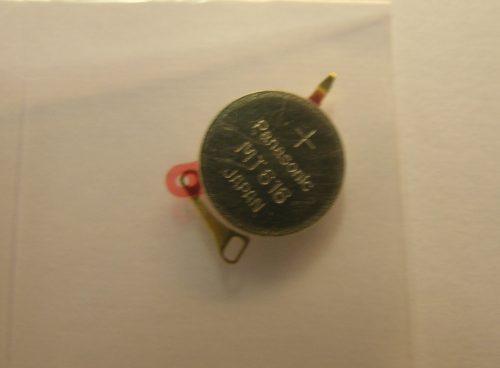 +
Panasonic
MT616
JAPAN